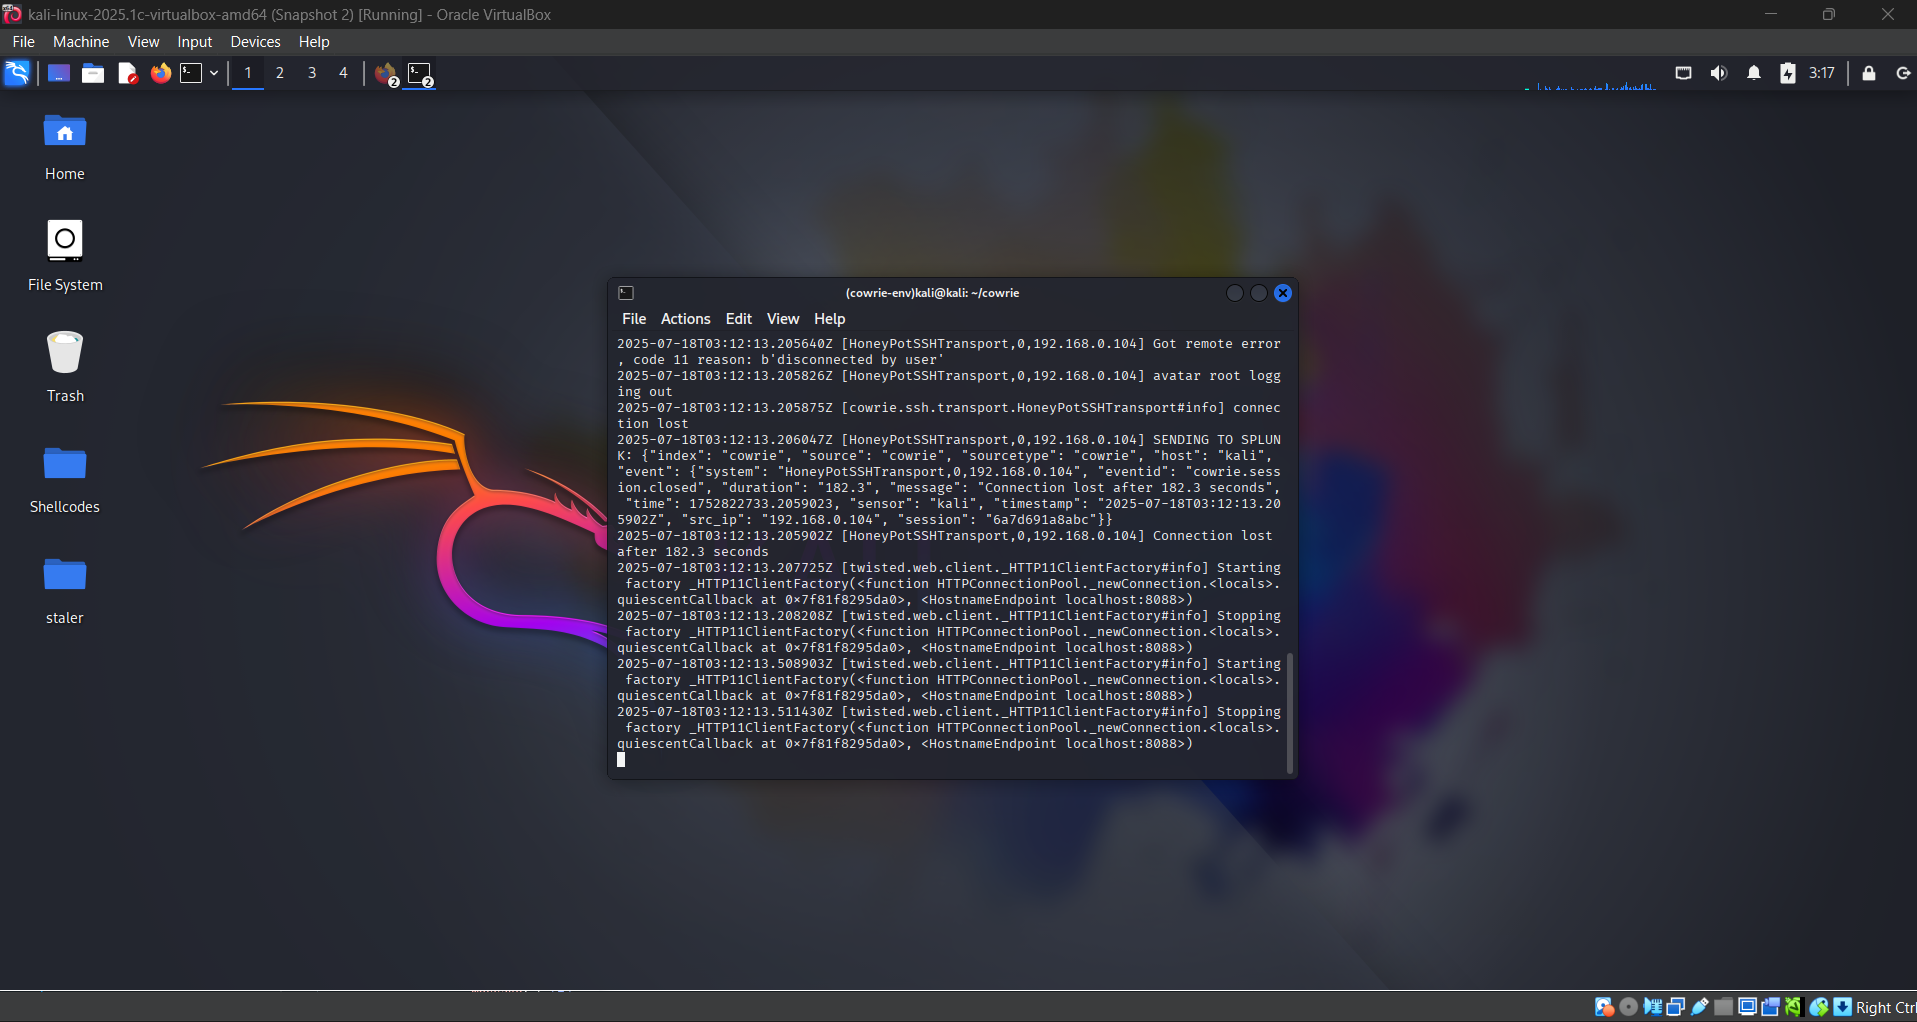 kali-linux-2025.1c-virtualbox-amd64 (Snapshot 2) [Running] - Oracle VirtualBox
File Machine View Input Devices Help
1 2 3 4 2 2 3:17
Home
File System
Trash
Shellcodes
staler
(cowrie-env)kali@kali: ~/cowrie
File Actions Edit View Help
2025-07-18T03:12:13.205640Z [HoneyPotSSHTransport,0,192.168.0.104] Got remote error
, code 11 reason: b'disconnected by user'
2025-07-18T03:12:13.205826Z [HoneyPotSSHTransport,0,192.168.0.104] avatar root logg
ing out
2025-07-18T03:12:13.205875Z [cowrie.ssh.transport.HoneyPotSSHTransport#info] connec
tion lost
2025-07-18T03:12:13.206047Z [HoneyPotSSHTransport,0,192.168.0.104] SENDING TO SPLUN
K: {"index": "cowrie", "source": "cowrie", "sourcetype": "cowrie", "host": "kali",
"event": {"system": "HoneyPotSSHTransport,0,192.168.0.104", "eventid": "cowrie.sess
ion.closed", "duration": "182.3", "message": "Connection lost after 182.3 seconds",
"time": 1752822733.2059023, "sensor": "kali", "timestamp": "2025-07-18T03:12:13.20
5902Z", "src_ip": "192.168.0.104", "session": "6a7d691a8abc"}}
2025-07-18T03:12:13.205902Z [HoneyPotSSHTransport,0,192.168.0.104] Connection lost
after 182.3 seconds
2025-07-18T03:12:13.207725Z [twisted.web.client._HTTP11ClientFactory#info] Starting
factory _HTTP11ClientFactory(<function HTTPConnectionPool._newConnection.<locals>.
quiescentCallback at 0×7f81f8295da0>, <HostnameEndpoint localhost:8088>)
2025-07-18T03:12:13.208208Z [twisted.web.client._HTTP11ClientFactory#info] Stopping
factory _HTTP11ClientFactory(<function HTTPConnectionPool._newConnection.<locals>.
quiescentCallback at 0×7f81f8295da0>, <HostnameEndpoint localhost:8088>)
2025-07-18T03:12:13.508903Z [twisted.web.client._HTTP11ClientFactory#info] Starting
factory _HTTP11ClientFactory(<function HTTPConnectionPool._newConnection.<locals>.
quiescentCallback at 0×7f81f8295da0>, <HostnameEndpoint localhost:8088>)
2025-07-18T03:12:13.511430Z [twisted.web.client._HTTP11ClientFactory#info] Stopping
factory _HTTP11ClientFactory(<function HTTPConnectionPool._newConnection.<locals>.
quiescentCallback at 0×7f81f8295da0>, <HostnameEndpoint localhost:8088>)
Right Ctrl